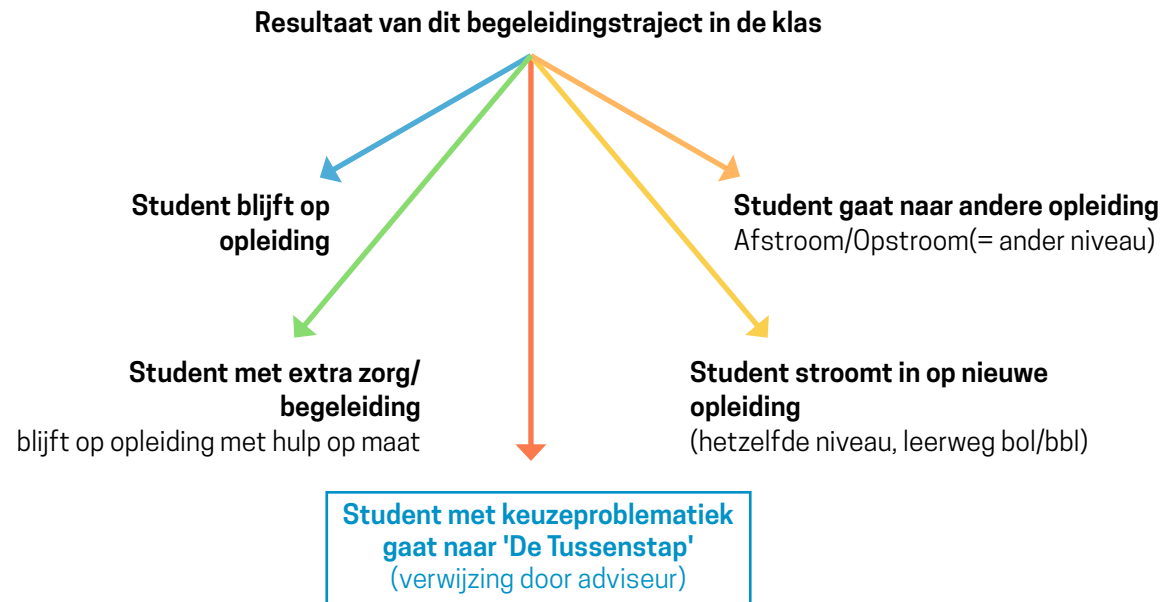 Resultaat van dit begeleidingstraject in de klas
Student blijft op
opleiding
Student gaat naar andere opleiding
Afstroom/Opstroom(= ander niveau)
Student met extra zorg/
begeleiding
blijft op opleiding met hulp op maat
Student stroomt in op nieuwe
opleiding
(hetzelfde niveau, leerweg bol/bbl)
Student met keuzeproblematiek
gaat naar 'De Tussenstap'
(verwijzing door adviseur)